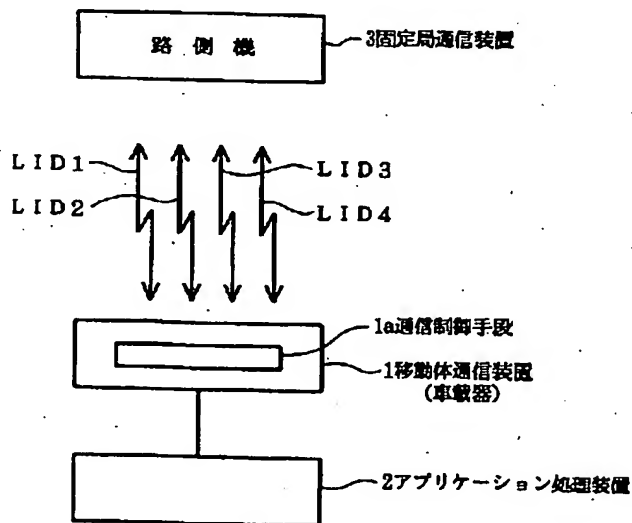 路側機
3固定局通信装置
LID1
LID2
LID3
LID4
1a通信制御手段
1移動体通信装置
(車載器)
2アプリケーション処理装置